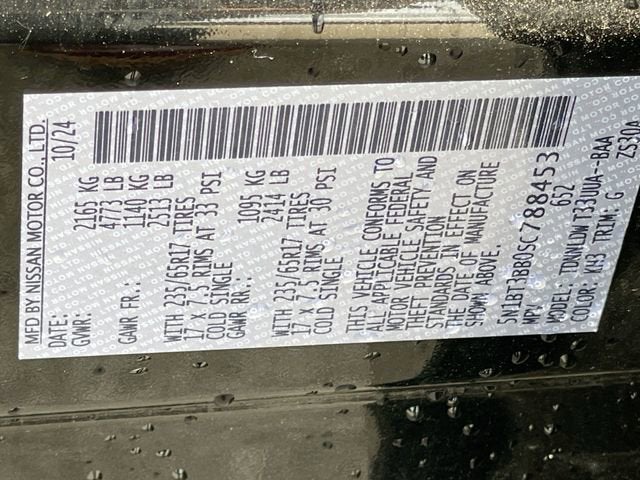 MFD BY NISSAN MOTOR CO., LTD.
DATE: 10/24
GVWR: 2165 KG
4773 LB
GAWR FR.: 1140 KG
2513 LB
WITH 235/65R17 TIRES
17 X 7.5 RIMS AT 33 PSI
COLD SINGLE
GAWR RR.: 1095 KG
2414 LB
WITH 235/65R17 TIRES
17 X 7.5 RIMS AT 30 PSI
COLD SINGLE
THIS VEHICLE CONFORMS TO
ALL APPLICABLE FEDERAL
MOTOR VEHICLE SAFETY AND
THEFT PREVENTION
STANDARDS IN EFFECT ON
THE DATE OF MANUFACTURE
SHOWN ABOVE.
5N1BT3BB0SC788453
MPV 652
MODEL: TDRNLDW T33UUA--BAA
COLOR: KH3 TRIM: G ZS30A